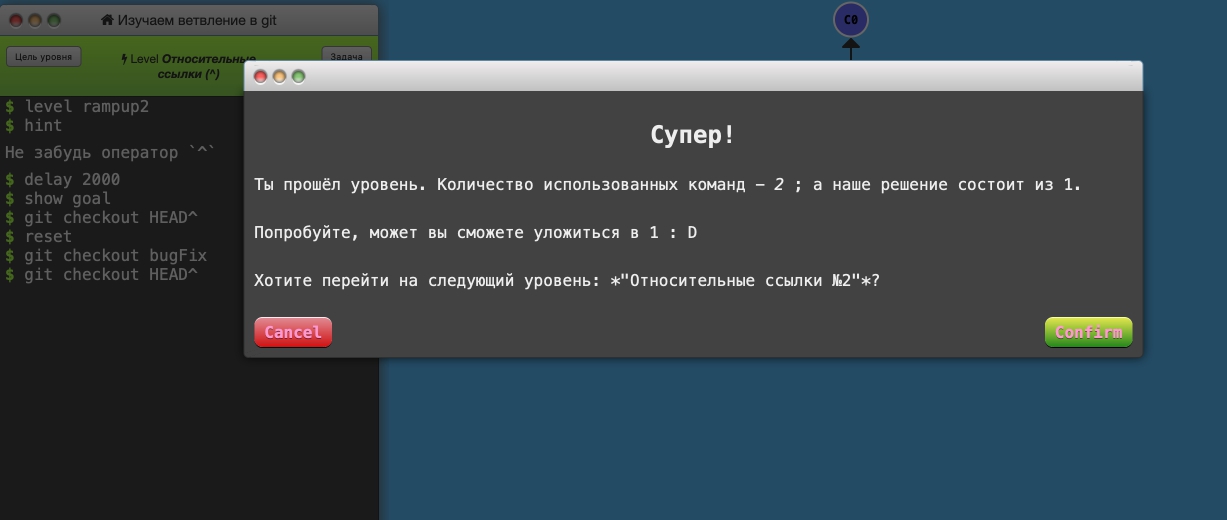 Изучаем ветвление в git
C0
Цель уровня
Level Относительные
ссылки (^)
Задача
$ level rampup2
$ hint
Не забудь оператор `^`
$ delay 2000
$ show goal
$ git checkout HEAD^
$ reset
$ git checkout bugFix
$ git checkout HEAD^
Супер!
Ты прошёл уровень. Количество использованных команд – 2 ; а наше решение состоит из 1.
Попробуйте, может вы сможете уложиться в 1 : D
Хотите перейти на следующий уровень: *"Относительные ссылки №2"*?
Cancel
Confirm